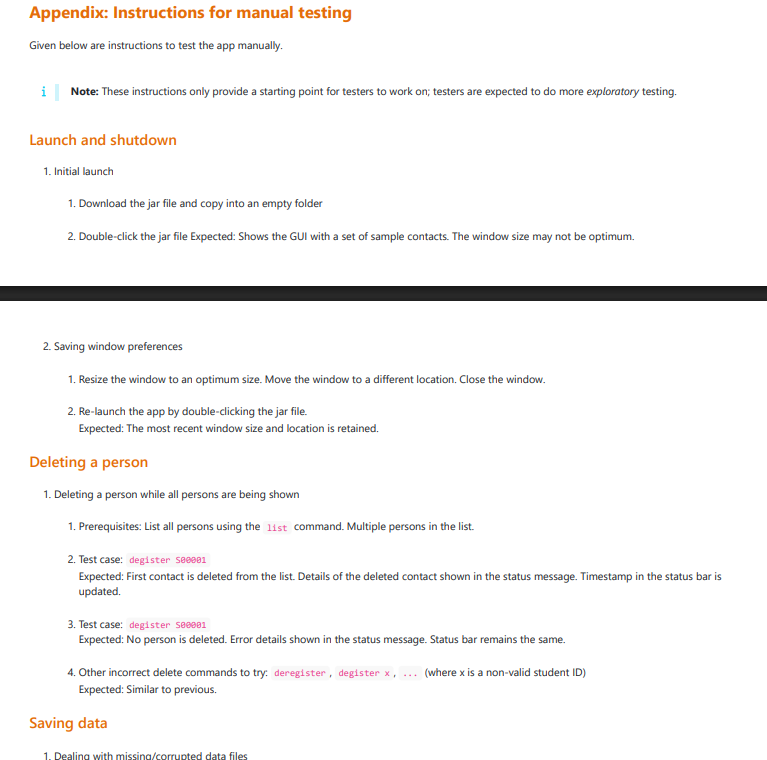 Appendix: Instructions for manual testing
Given below are instructions to test the app manually.
i Note: These instructions only provide a starting point for testers to work on; testers are expected to do more exploratory testing.
Launch and shutdown
1. Initial launch
1. Download the jar file and copy into an empty folder
2. Double-click the jar file Expected: Shows the GUI with a set of sample contacts. The window size may not be optimum.
2. Saving window preferences
1. Resize the window to an optimum size. Move the window to a different location. Close the window.
2. Re-launch the app by double-clicking the jar file.
Expected: The most recent window size and location is retained.
Deleting a person
1. Deleting a person while all persons are being shown
1. Prerequisites: List all persons using the list command. Multiple persons in the list.
2. Test case: degister S00001
Expected: First contact is deleted from the list. Details of the deleted contact shown in the status message. Timestamp in the status bar is
updated.
3. Test case: degister S00001
Expected: No person is deleted. Error details shown in the status message. Status bar remains the same.
4. Other incorrect delete commands to try: deregister, degister x, ... (where x is a non-valid student ID)
Expected: Similar to previous.
Saving data
1. Dealing with missing/corrupted data files